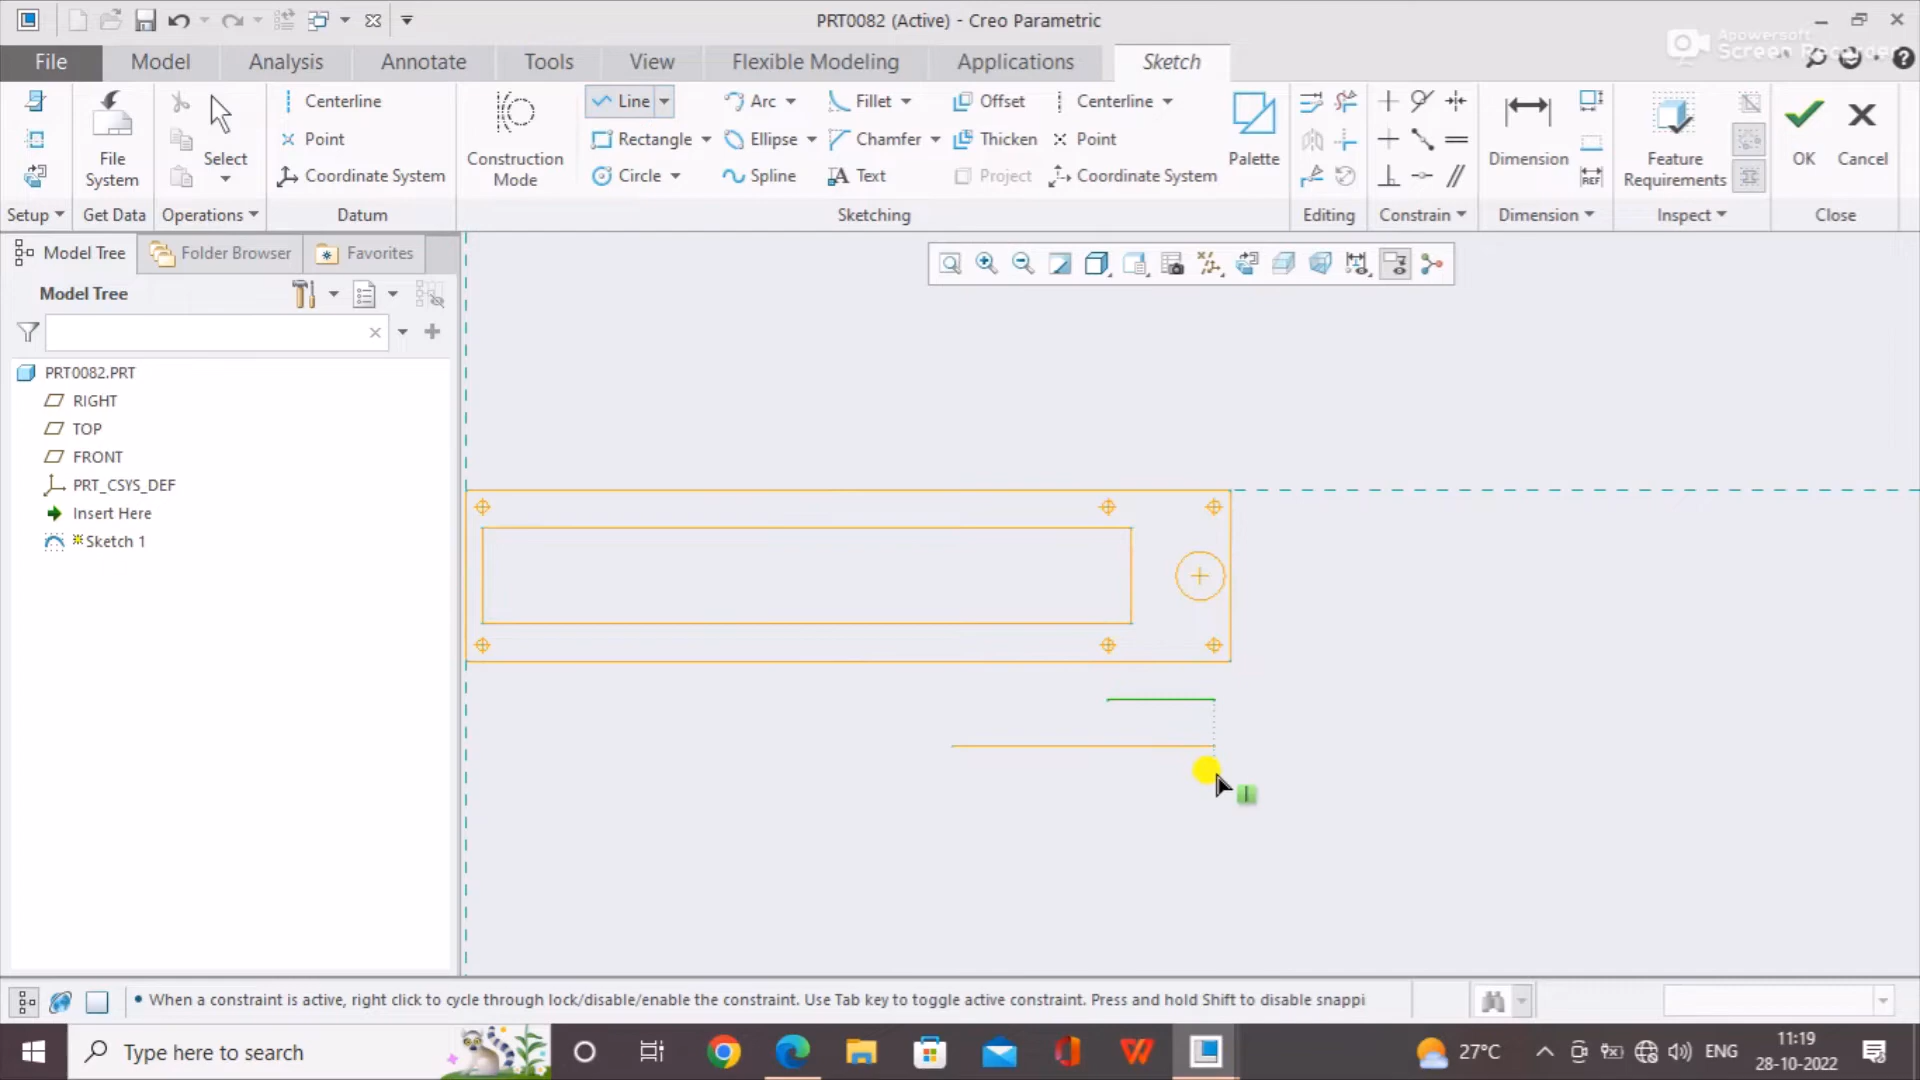 PRT0082 (Active) - Creo Parametric
Apowersoft
Screen Recorder
File Model Analysis Annotate Tools View Flexible Modeling Applications Sketch
Centerline
Point
Coordinate System
File System
Select
Construction Mode
Line Arc Fillet Offset Centerline
Rectangle Ellipse Chamfer Thicken Point
Circle Spline Text Project Coordinate System
Palette
Dimension
REF
Feature Requirements
OK Cancel
Setup Get Data Operations Datum Sketching Editing Constrain Dimension Inspect Close
Model Tree Folder Browser Favorites
Model Tree
PRT0082.PRT
RIGHT
TOP
FRONT
PRT_CSYS_DEF
Insert Here
Sketch 1
• When a constraint is active, right click to cycle through lock/disable/enable the constraint. Use Tab key to toggle active constraint. Press and hold Shift to disable snappi
Type here to search
27°C
ENG
11:19
28-10-2022